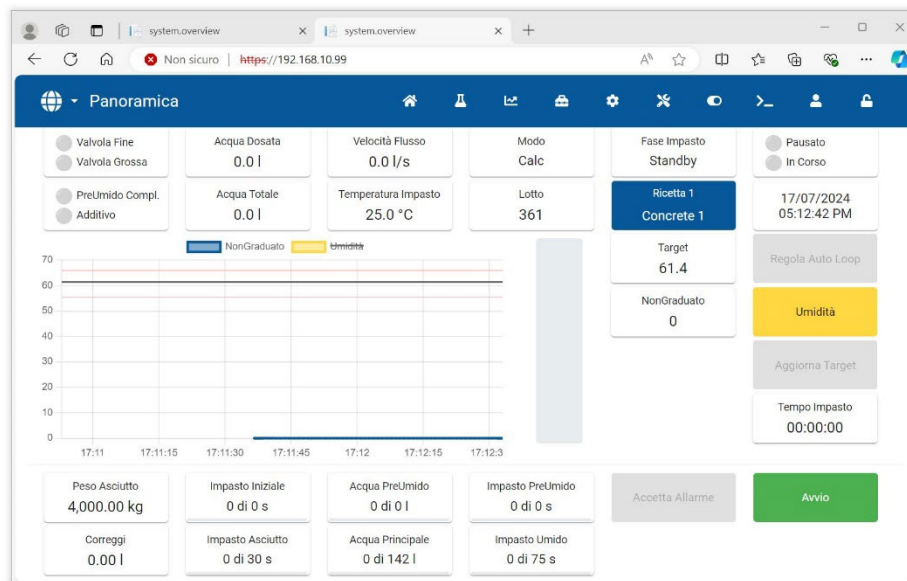 system.overview
system.overview
Non sicuro https://192.168.10.99
Panoramica
Valvola Fine
Valvola Grossa
Acqua Dosata
0.0 l
Velocità Flusso
0.0 l/s
Modo
Calc
Fase Impasto
Standby
Pausato
In Corso
PreUmido Compl.
Additivo
Acqua Totale
0.0 l
Temperatura Impasto
25.0 °C
Lotto
361
Ricetta 1
Concrete 1
17/07/2024
05:12:42 PM
NonGraduato Umidità
70
60
50
40
30
20
10
0
17:11 17:11:15 17:11:30 17:11:45 17:12 17:12:15 17:12:3
Target
61.4
NonGraduato
0
Regola Auto Loop
Umidità
Aggiorna Target
Tempo Impasto
00:00:00
Peso Asciutto
4,000.00 kg
Impasto Iniziale
0 di 0 s
Acqua PreUmido
0 di 0 l
Impasto PreUmido
0 di 0 s
Accetta Allarme
Avvio
Correggi
0.00 l
Impasto Asciutto
0 di 30 s
Acqua Principale
0 di 142 l
Impasto Umido
0 di 75 s